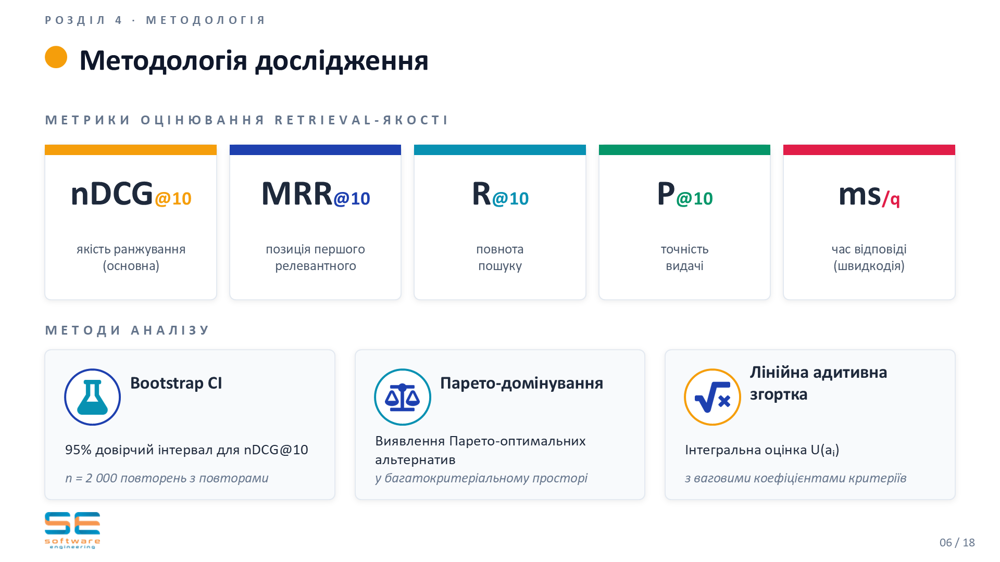 РОЗДІЛ 4 · МЕТОДОЛОГІЯ
Методологія дослідження
МЕТРИКИ ОЦІНЮВАННЯ RETRIEVAL-ЯКОСТІ
nDCG@10
якість ранжування
(основна)
MRR@10
позиція першого
релевантного
R@10
повнота
пошуку
P@10
точність
видачі
ms/q
час відповіді
(швидкодія)
МЕТОДИ АНАЛІЗУ
Bootstrap CI
95% довірчий інтервал для nDCG@10
n = 2 000 повторень з повторами
Парето-домінування
Виявлення Парето-оптимальних
альтернатив
у багатокритеріальному просторі
Лінійна адитивна
згортка
Інтегральна оцінка U(aᵢ)
з ваговими коефіцієнтами критеріїв
SE
software
engineering
06 / 18